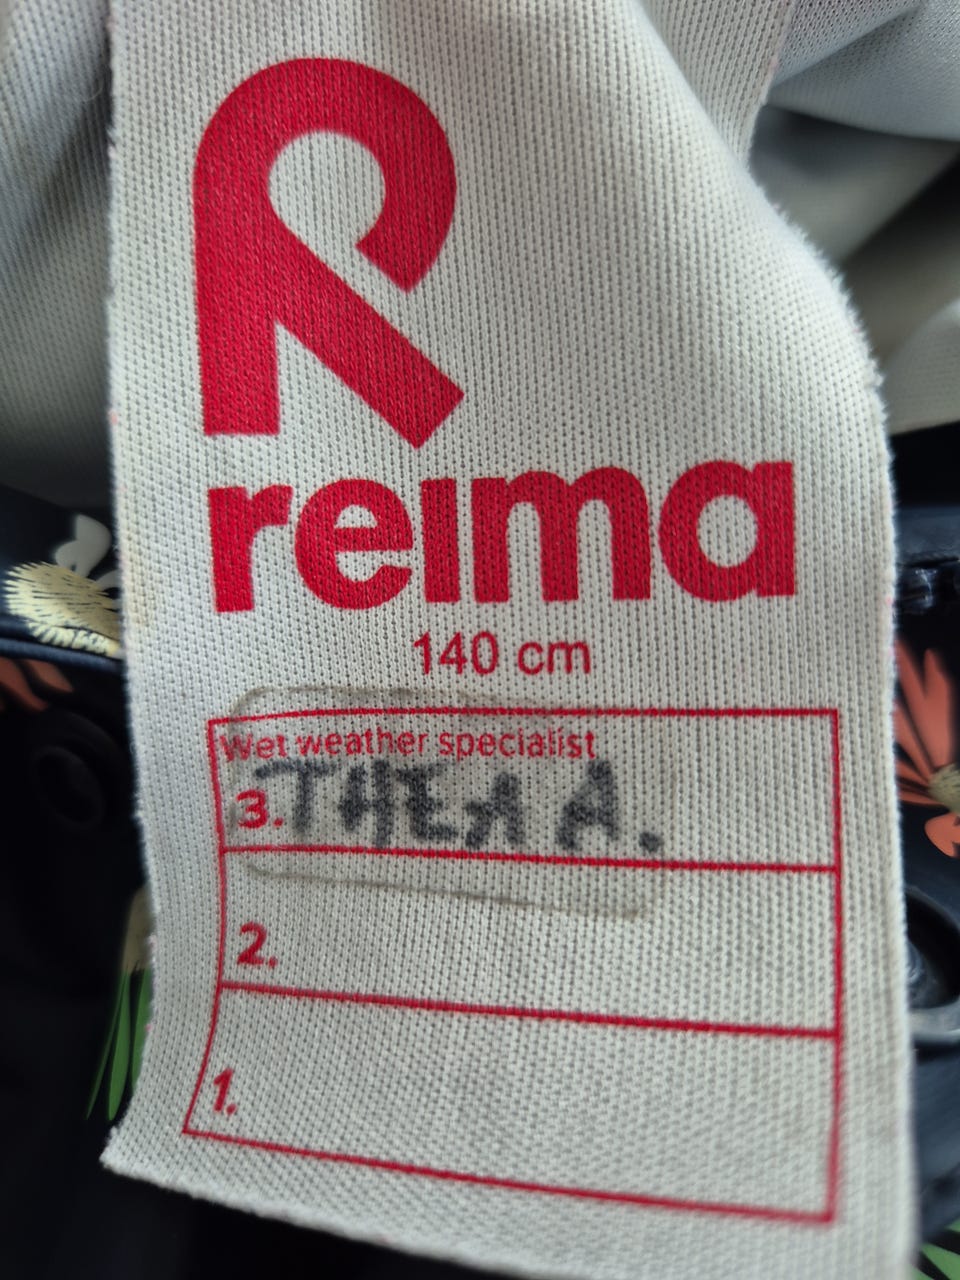 reima
140 cm
Wet weather specialist
3. THEA A.
2.
1.